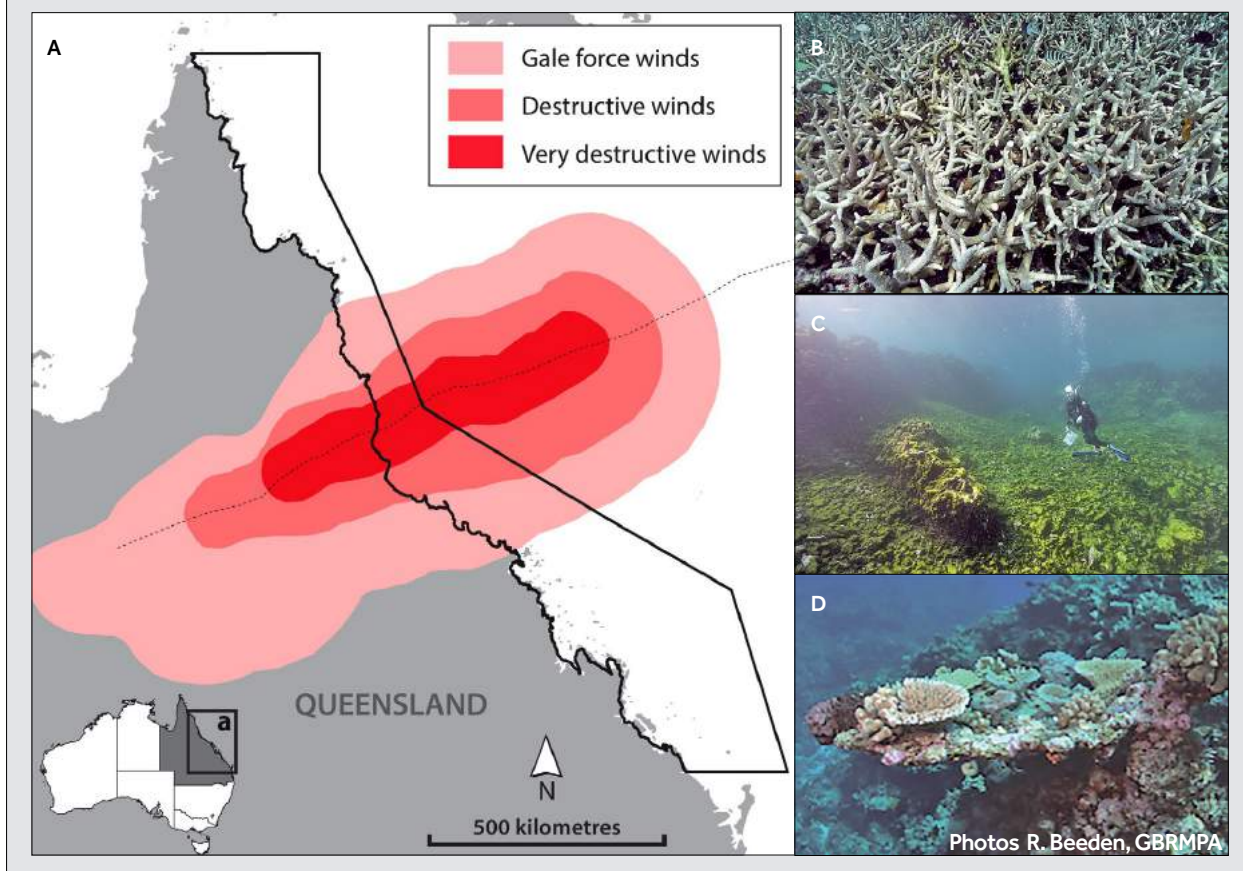 A
Gale force winds
Destructive winds
Very destructive winds
QUEENSLAND
a
N
500 kilometres
B
C
D
Photos R. Beeden, GBRMPA